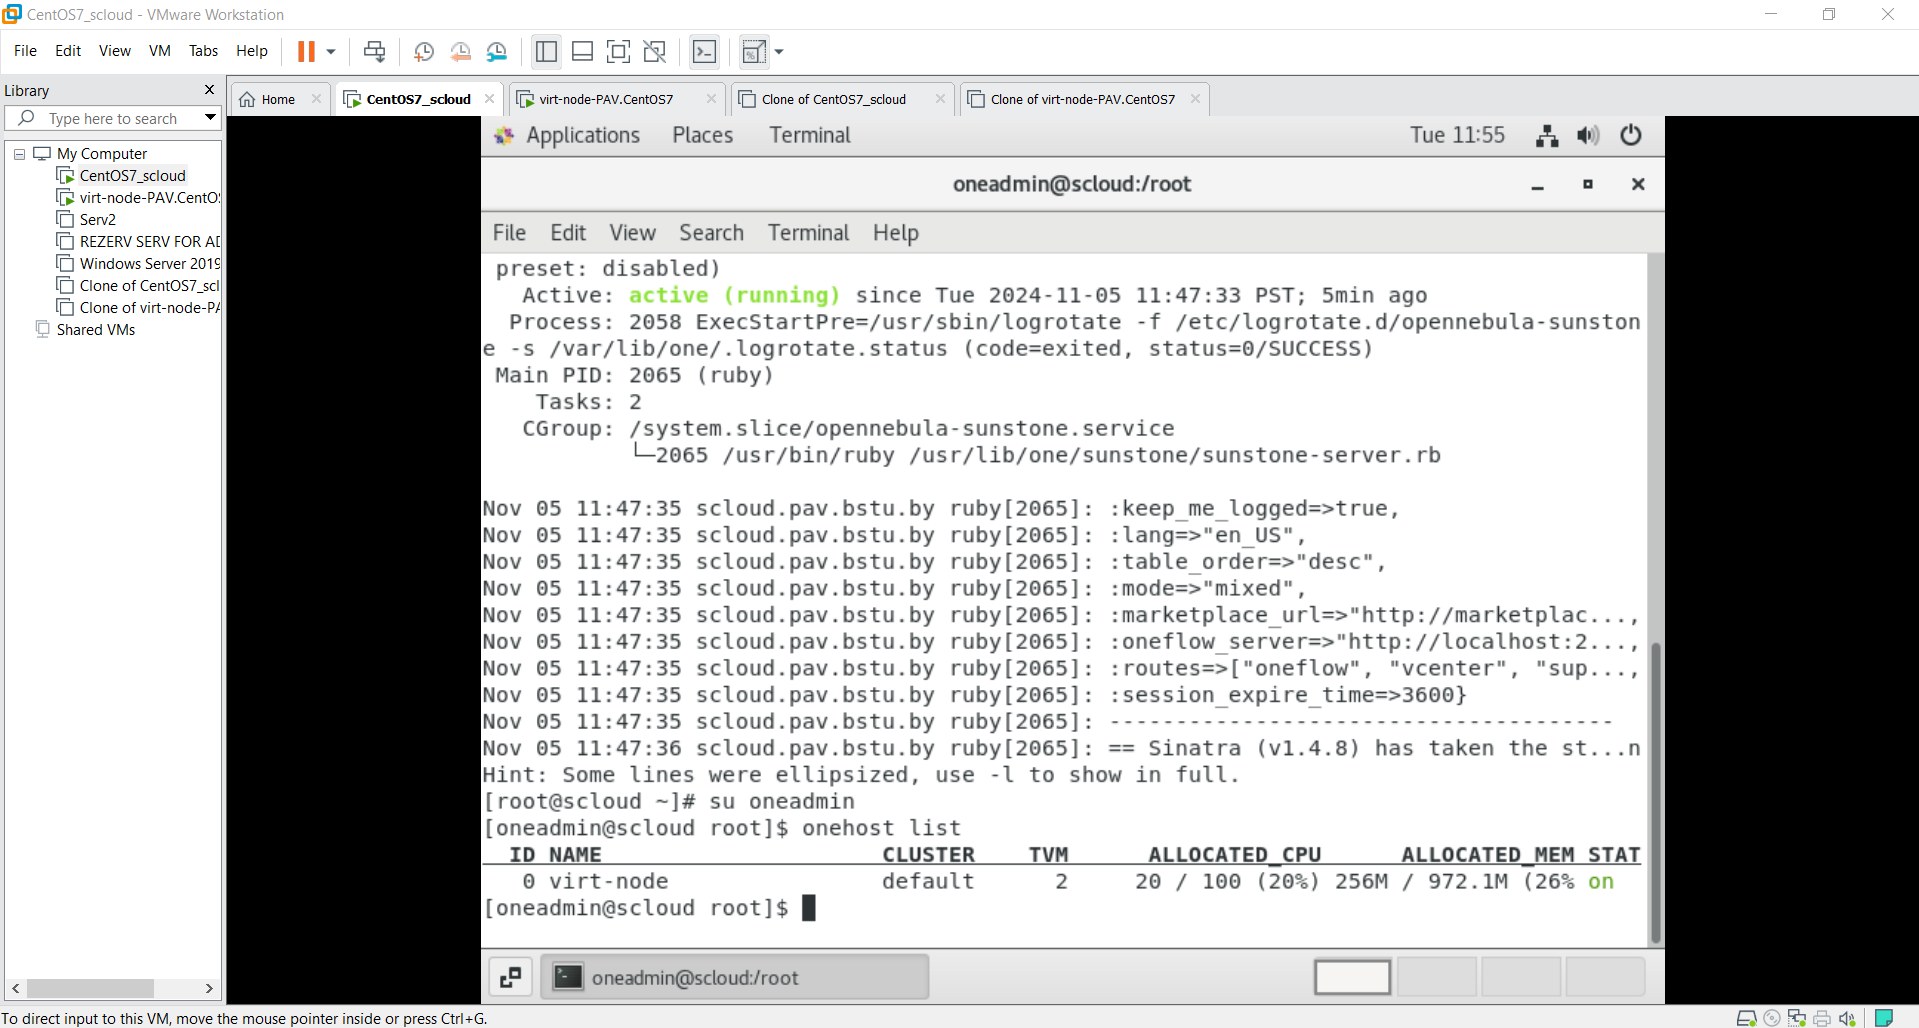 CentOS7_scloud - VMware Workstation
File Edit View VM Tabs Help
Library
Type here to search
My Computer
CentOS7_scloud
virt-node-PAV.CentOS
Serv2
REZERV SERV FOR AD
Windows Server 2019
Clone of CentOS7_scl
Clone of virt-node-PA
Shared VMs
Home CentOS7_scloud virt-node-PAV.CentOS7 Clone of CentOS7_scloud Clone of virt-node-PAV.CentOS7
Applications Places Terminal Tue 11:55
oneadmin@scloud:/root
File Edit View Search Terminal Help
preset: disabled)
Active: active (running) since Tue 2024-11-05 11:47:33 PST; 5min ago
Process: 2058 ExecStartPre=/usr/sbin/logrotate -f /etc/logrotate.d/opennebula-sunston
e -s /var/lib/one/.logrotate.status (code=exited, status=0/SUCCESS)
Main PID: 2065 (ruby)
Tasks: 2
CGroup: /system.slice/opennebula-sunstone.service
└─2065 /usr/bin/ruby /usr/lib/one/sunstone/sunstone-server.rb
Nov 05 11:47:35 scloud.pav.bstu.by ruby[2065]: :keep_me_logged=>true,
Nov 05 11:47:35 scloud.pav.bstu.by ruby[2065]: :lang=>"en_US",
Nov 05 11:47:35 scloud.pav.bstu.by ruby[2065]: :table_order=>"desc",
Nov 05 11:47:35 scloud.pav.bstu.by ruby[2065]: :mode=>"mixed",
Nov 05 11:47:35 scloud.pav.bstu.by ruby[2065]: :marketplace_url=>"http://marketplac...,
Nov 05 11:47:35 scloud.pav.bstu.by ruby[2065]: :oneflow_server=>"http://localhost:2...,
Nov 05 11:47:35 scloud.pav.bstu.by ruby[2065]: :routes=>["oneflow", "vcenter", "sup...,
Nov 05 11:47:35 scloud.pav.bstu.by ruby[2065]: :session_expire_time=>3600}
Nov 05 11:47:35 scloud.pav.bstu.by ruby[2065]: --------------------------------------
Nov 05 11:47:36 scloud.pav.bstu.by ruby[2065]: == Sinatra (v1.4.8) has taken the st...n
Hint: Some lines were ellipsized, use -l to show in full.
[root@scloud ~]# su oneadmin
[oneadmin@scloud root]$ onehost list
ID NAME CLUSTER TVM ALLOCATED_CPU ALLOCATED_MEM STAT
0 virt-node default 2 20 / 100 (20%) 256M / 972.1M (26% on
[oneadmin@scloud root]$
oneadmin@scloud:/root
To direct input to this VM, move the mouse pointer inside or press Ctrl+G.